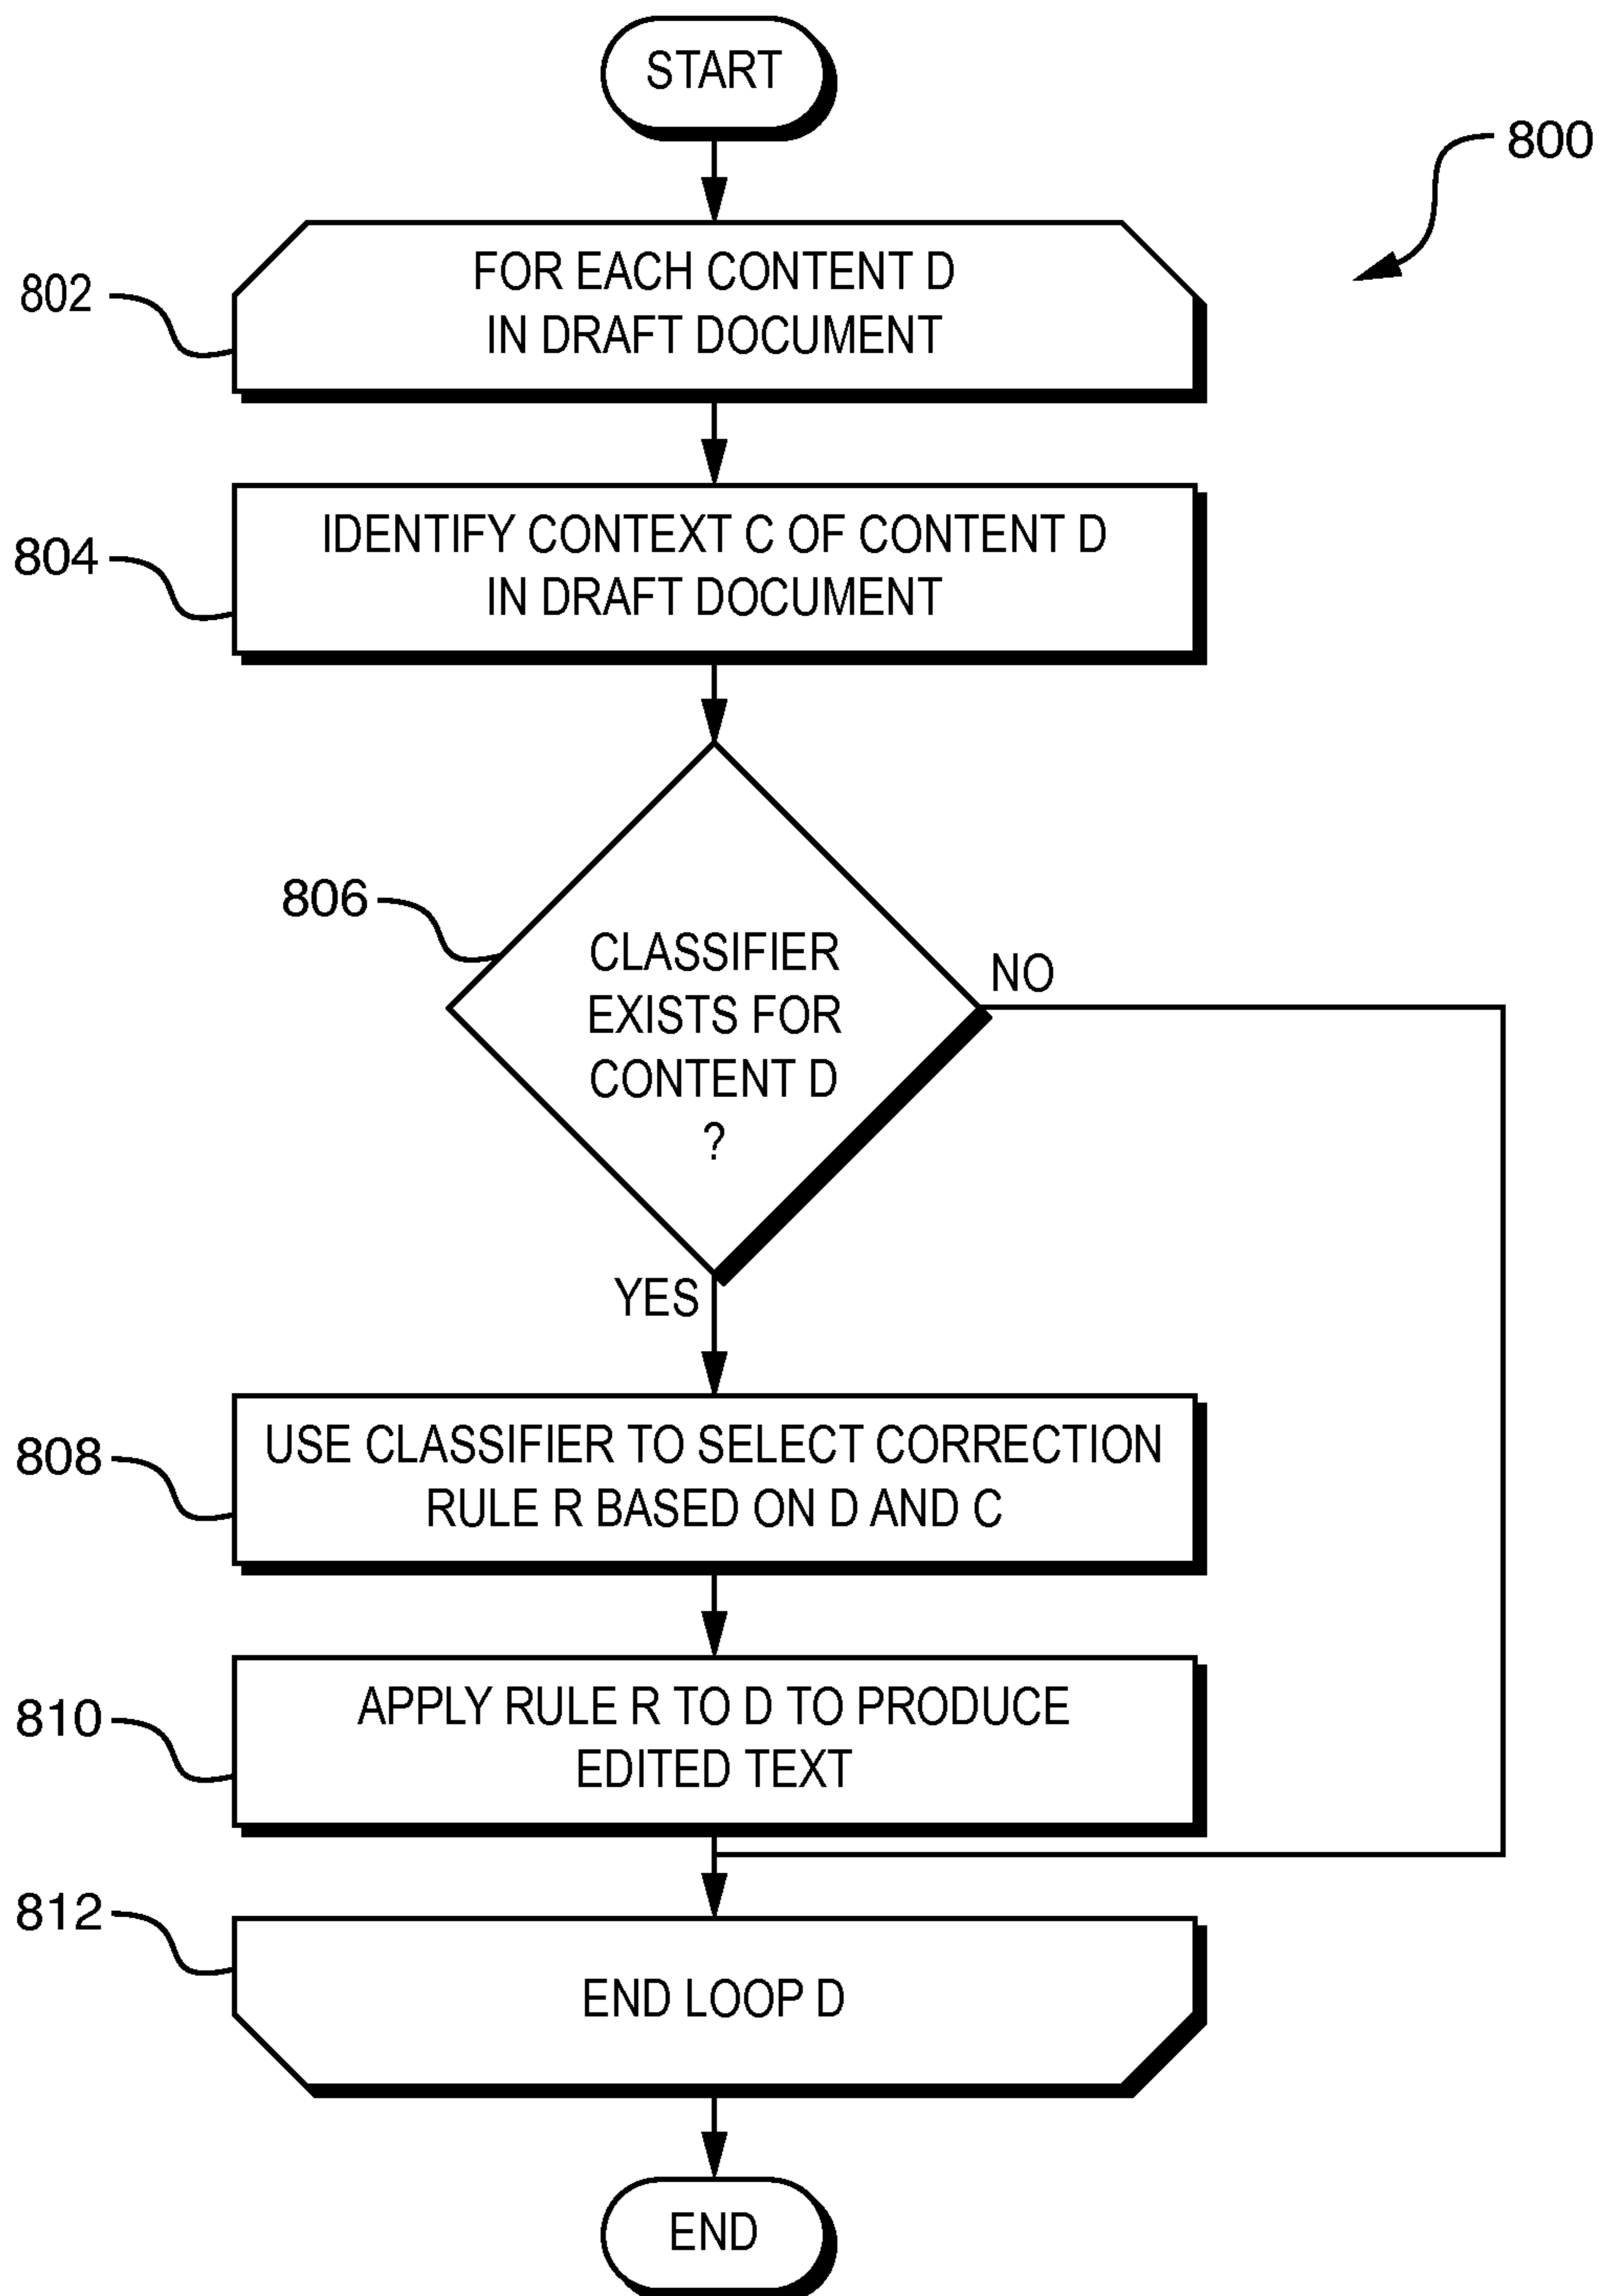 START
800
802
FOR EACH CONTENT D
IN DRAFT DOCUMENT
804
IDENTIFY CONTEXT C OF CONTENT D
IN DRAFT DOCUMENT
806
CLASSIFIER
EXISTS FOR
CONTENT D
?
NO
YES
808
USE CLASSIFIER TO SELECT CORRECTION
RULE R BASED ON D AND C
810
APPLY RULE R TO D TO PRODUCE
EDITED TEXT
812
END LOOP D
END